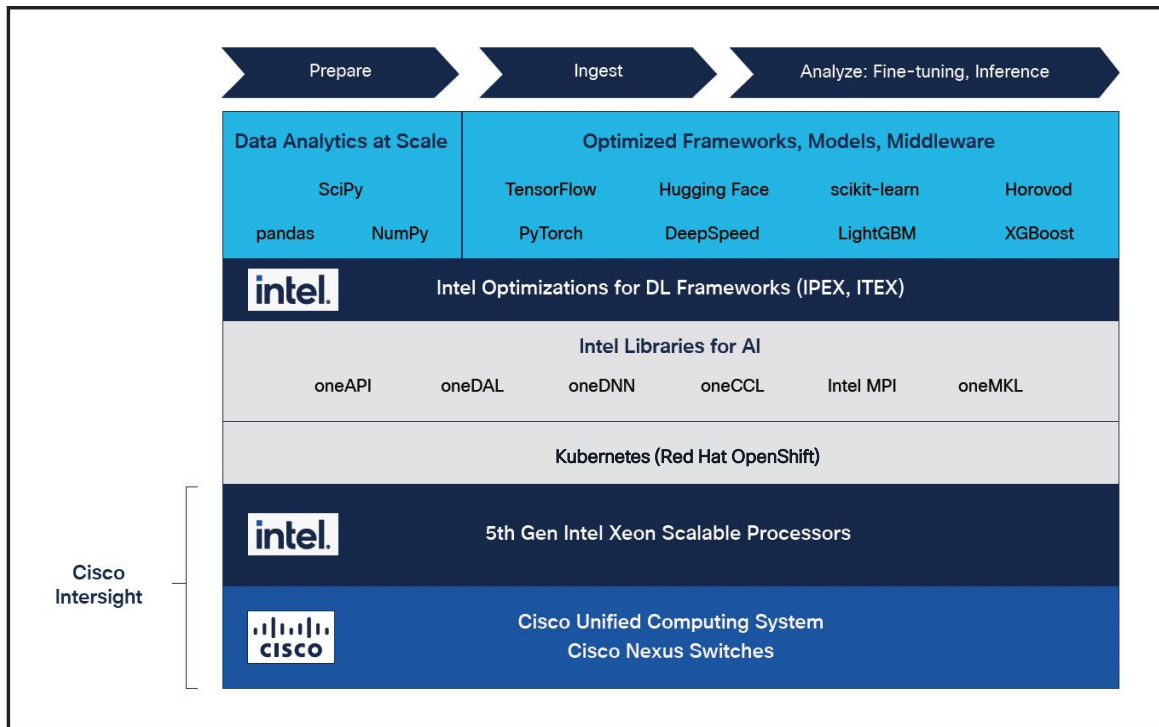 Prepare
Ingest
Analyze: Fine-tuning, Inference
Data Analytics at Scale
Optimized Frameworks, Models, Middleware
SciPy
TensorFlow
Hugging Face
scikit-learn
Horovod
pandas
NumPy
PyTorch
DeepSpeed
LightGBM
XGBoost
intel.
Intel Optimizations for DL Frameworks (IPEX, ITEX)
Intel Libraries for AI
oneAPI
oneDAL
oneDNN
oneCCL
Intel MPI
oneMKL
Kubernetes (Red Hat OpenShift)
intel.
5th Gen Intel Xeon Scalable Processors
Cisco
Intersight
CISCO
Cisco Unified Computing System
Cisco Nexus Switches